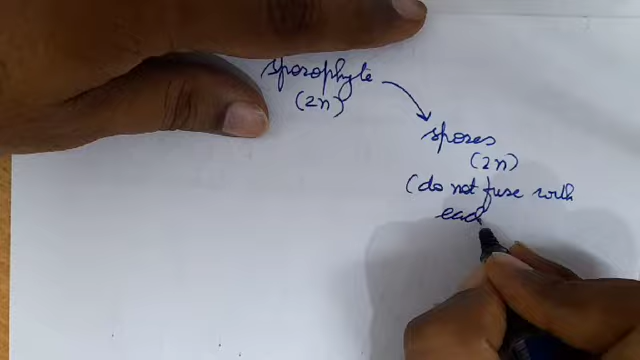 sporophyte
(2n)
spores
(2n)
(do not fuse with
each